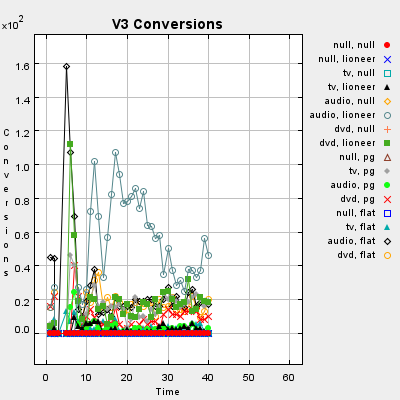 V3 Conversions
×10²
1.6
1.4
1.2
1.0
0.8
0.6
0.4
0.2
0.0
Conversions
0 10 20 30 40 50 60
Time
null, null
null, lioneer
tv, null
tv, lioneer
audio, null
audio, lioneer
dvd, null
dvd, lioneer
null, pg
tv, pg
audio, pg
dvd, pg
null, flat
tv, flat
audio, flat
dvd, flat